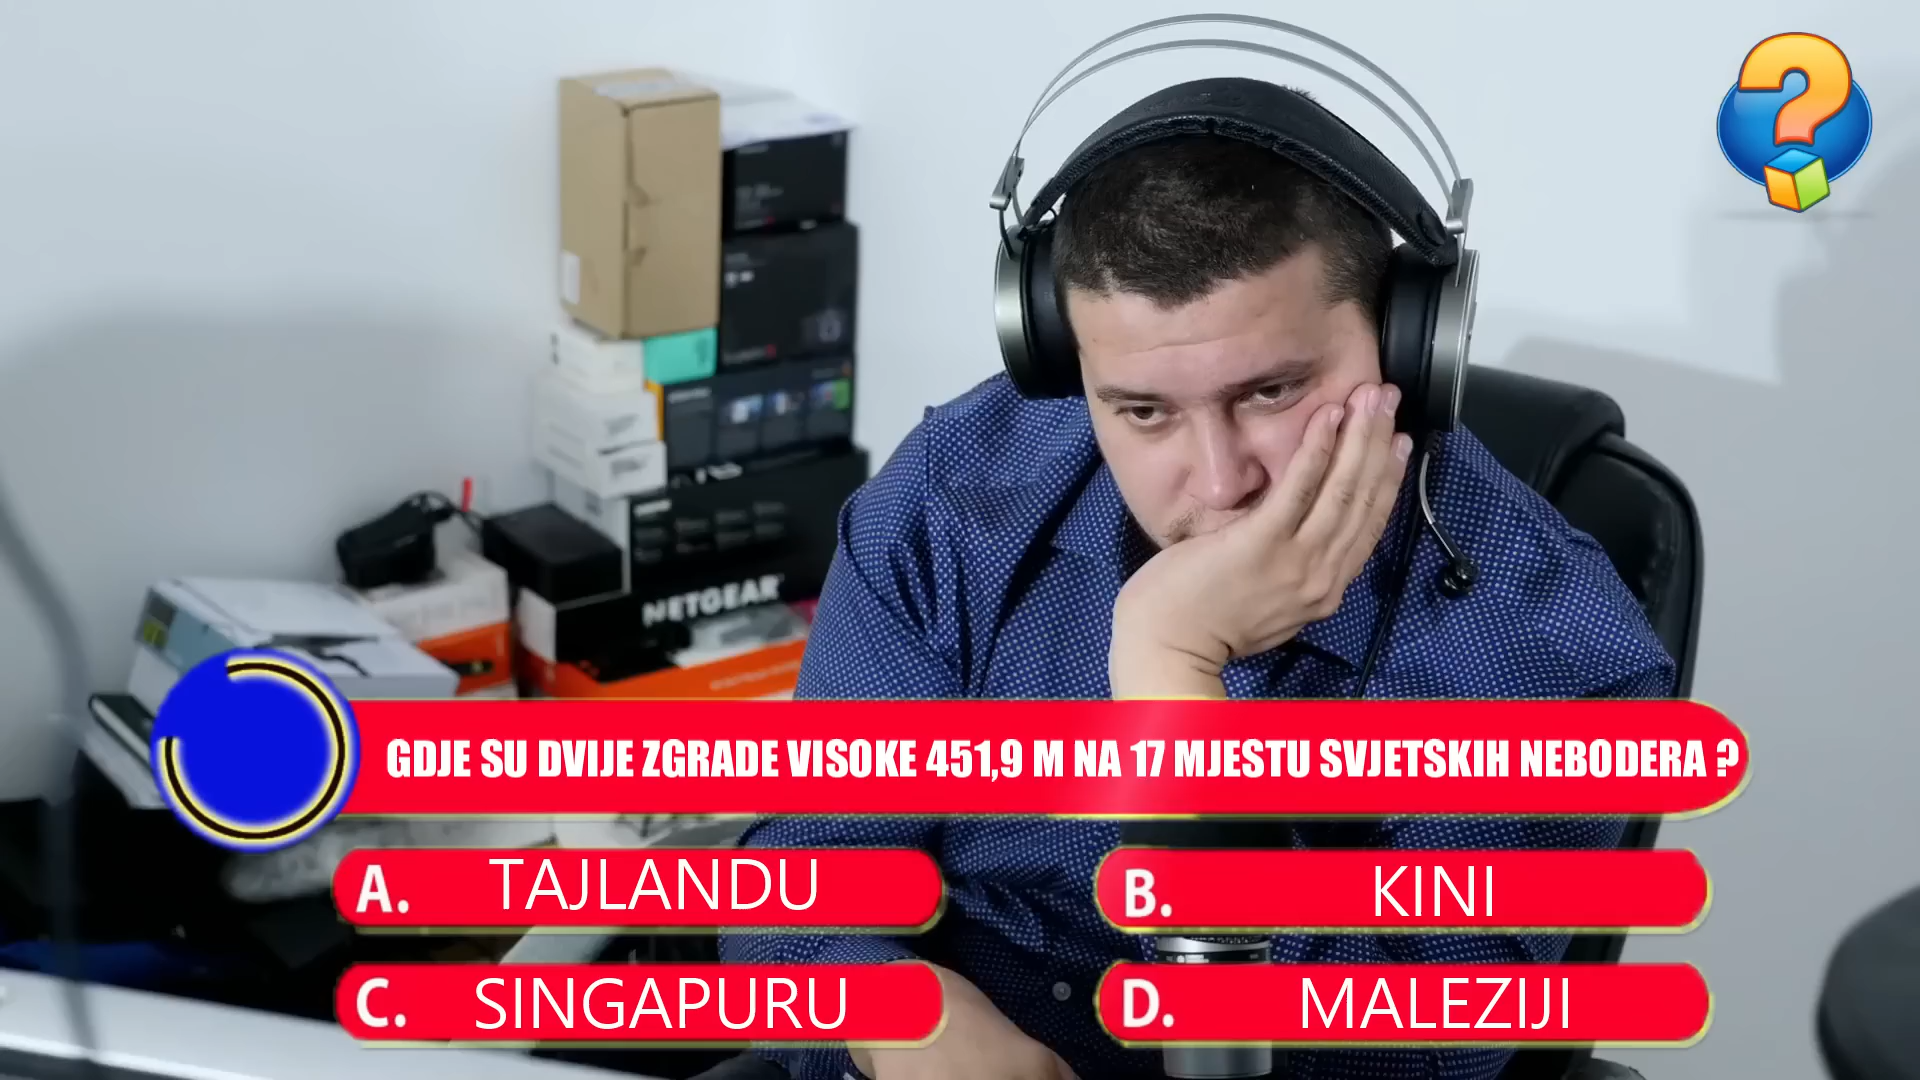 NETGEAR
GDJE SU DVIJE ZGRADE VISOKE 451,9 M NA 17 MJESTU SVJETSKIH NEBODERA ?
A. TAJLANDU
B. KINI
C. SINGAPURU
D. MALEZIJI